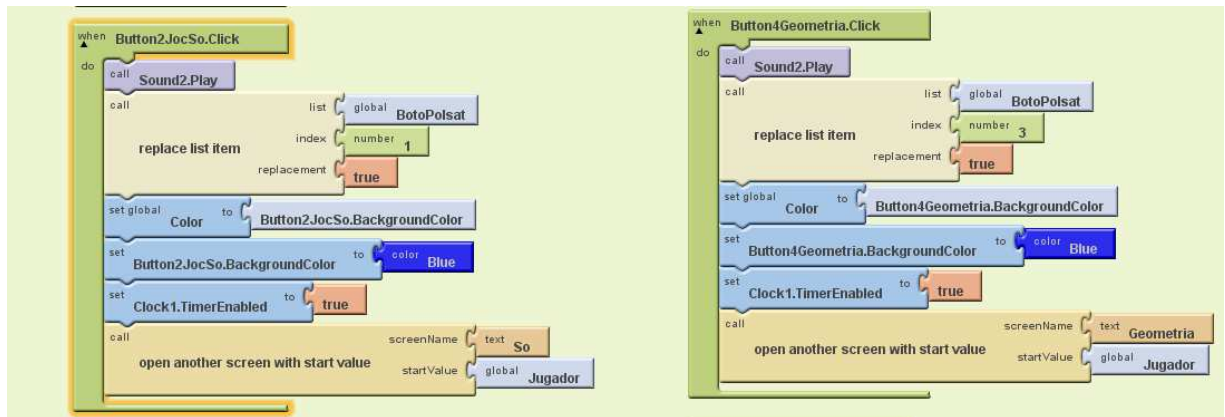 when Button2JocSo.Click
do
call Sound2.Play
call list global BotoPolsat
index number 1
replace list item
replacement true
set global Color to Button2JocSo.BackgroundColor
set Button2JocSo.BackgroundColor to color Blue
set Clock1.TimerEnabled to true
call screenName text So
open another screen with start value
startValue global Jugador
when Button4Geometria.Click
do
call Sound2.Play
call list global BotoPolsat
index number 3
replace list item
replacement true
set global Color to Button4Geometria.BackgroundColor
set Button4Geometria.BackgroundColor to color Blue
set Clock1.TimerEnabled to true
call screenName text Geometria
open another screen with start value
startValue global Jugador